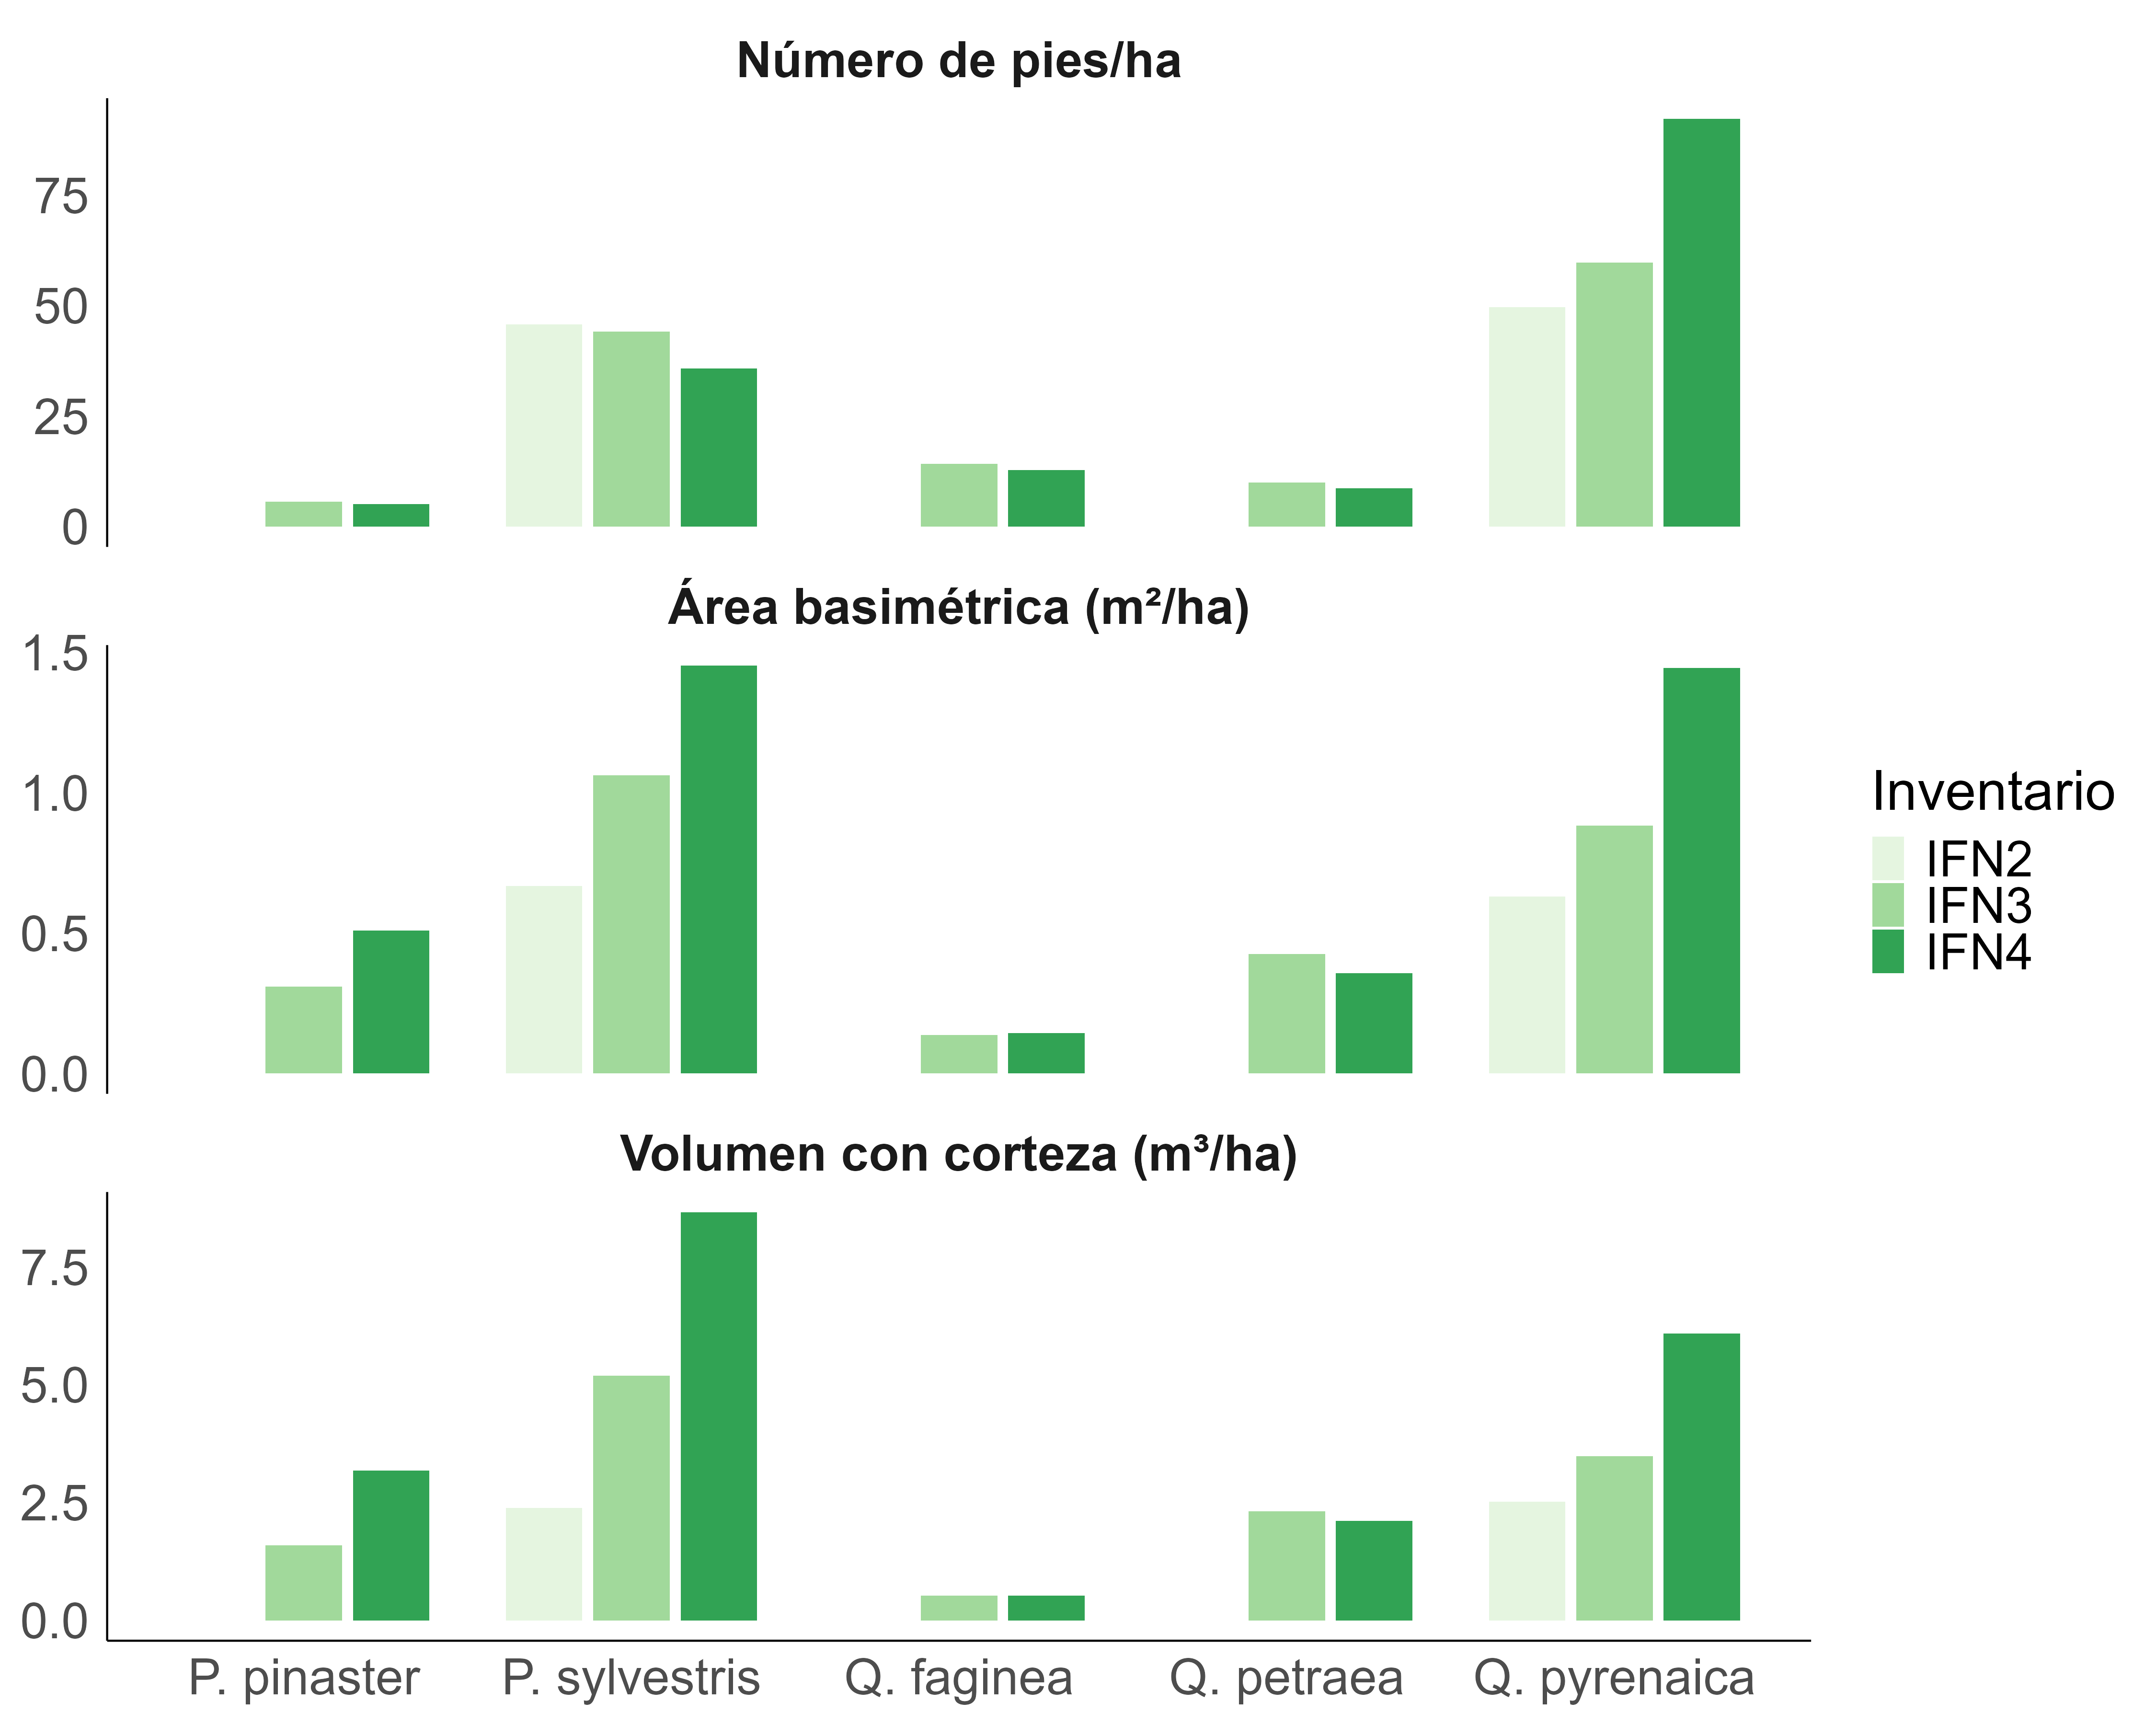 Número de pies/ha
75
50
25
0
Área basimétrica (m²/ha)
1.5
1.0
0.5
0.0
Volumen con corteza (m³/ha)
7.5
5.0
2.5
0.0
P. pinaster P. sylvestris Q. faginea Q. petraea Q. pyrenaica
Inventario
IFN2
IFN3
IFN4